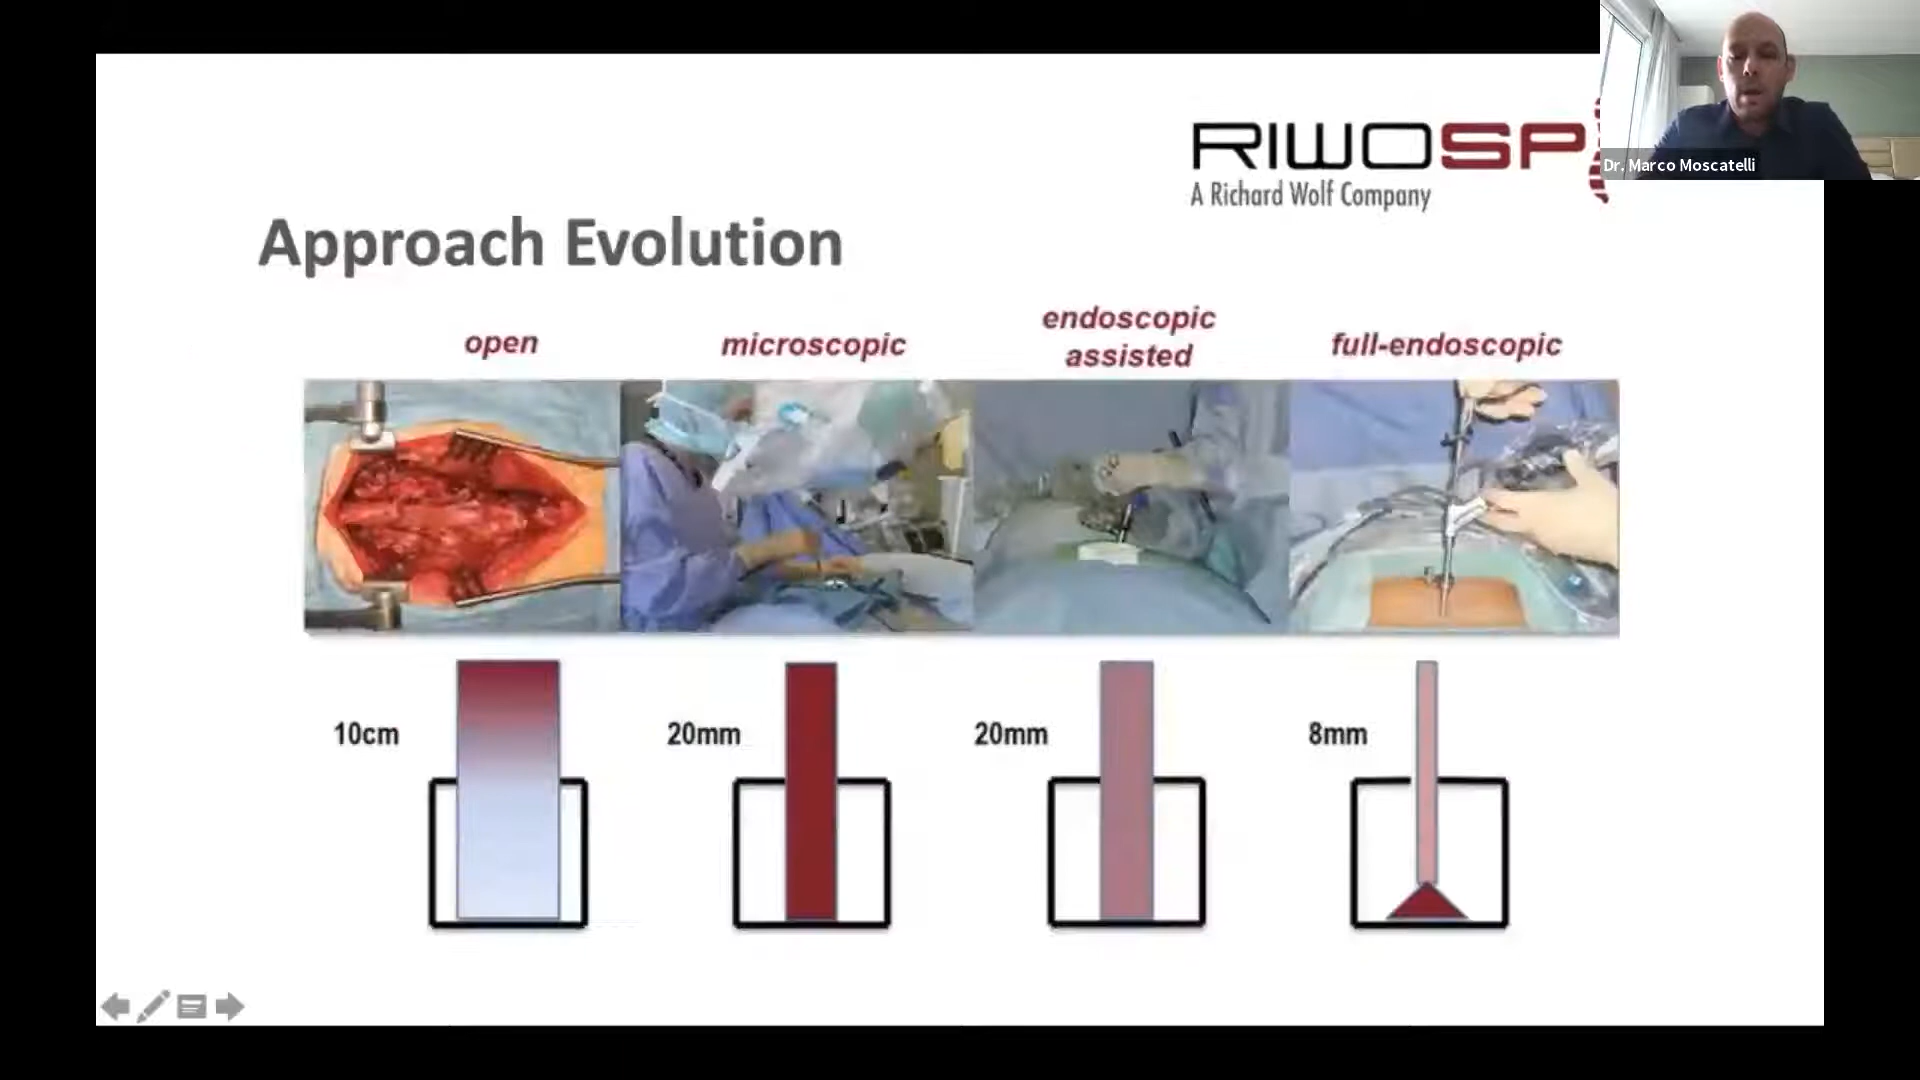 RIWOSP
A Richard Wolf Company
Dr. Marco Moscatelli
Approach Evolution
open
microscopic
endoscopic
assisted
full-endoscopic
10cm
20mm
20mm
8mm